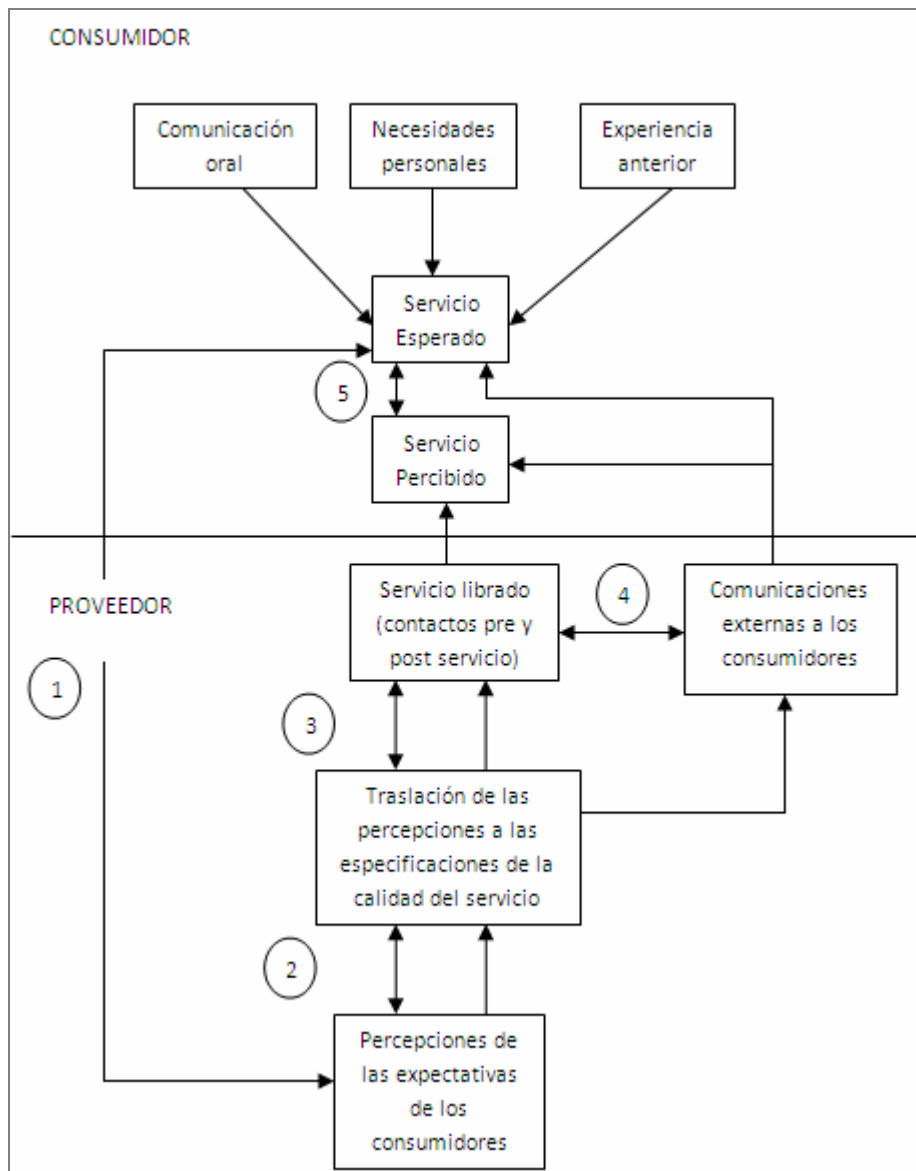 CONSUMIDOR
Comunicación
oral
Necesidades
personales
Experiencia
anterior
Servicio
Esperado
5
Servicio
Percibido
PROVEEDOR
1
Servicio librado
(contactos pre y
post servicio)
4
Comunicaciones
externas a los
consumidores
3
Traslación de las
percepciones a las
especificaciones de la
calidad del servicio
2
Percepciones de
las expectativas
de los
consumidores